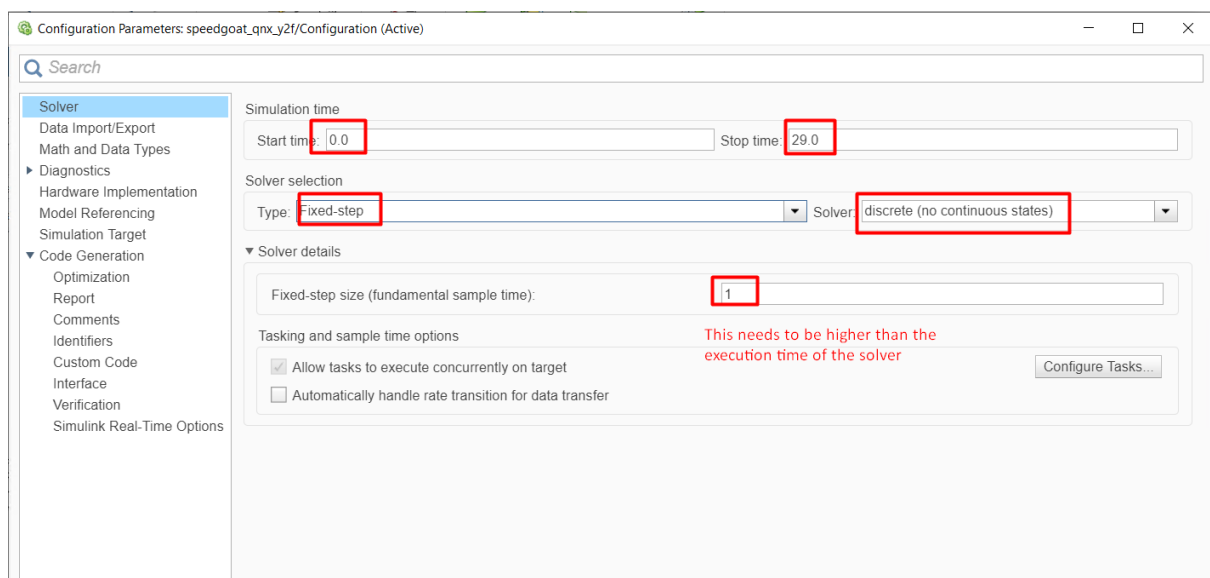 Configuration Parameters: speedgoat_qnx_y2f/Configuration (Active)
Search
Solver
Data Import/Export
Math and Data Types
Diagnostics
Hardware Implementation
Model Referencing
Simulation Target
Code Generation
Optimization
Report
Comments
Identifiers
Custom Code
Interface
Verification
Simulink Real-Time Options
Simulation time
Start time: 0.0 Stop time: 29.0
Solver selection
Type: Fixed-step Solver: discrete (no continuous states)
Solver details
Fixed-step size (fundamental sample time): 1
This needs to be higher than the
execution time of the solver
Tasking and sample time options
Allow tasks to execute concurrently on target Configure Tasks...
Automatically handle rate transition for data transfer